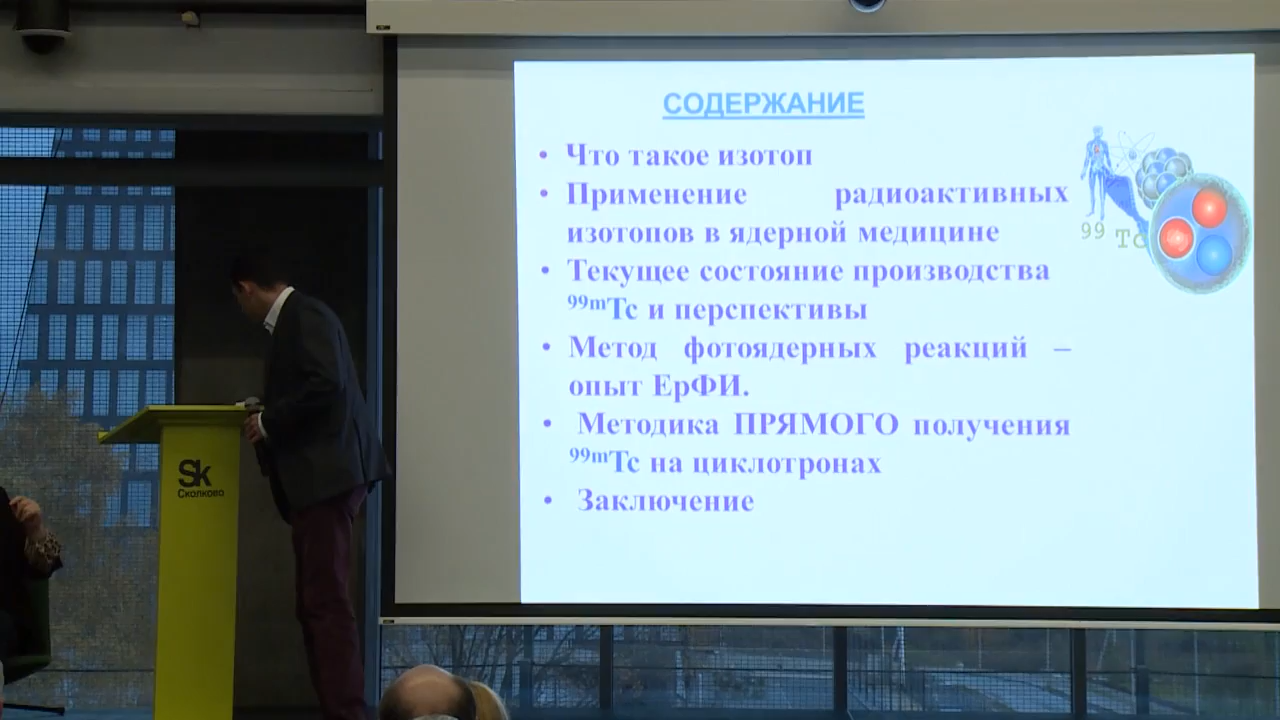 СОДЕРЖАНИЕ
• Что такое изотоп
• Применение радиоактивных
изотопов в ядерной медицине
• Текущее состояние производства
99mTc и перспективы
• Метод фотоядерных реакций –
опыт ЕрФИ.
• Методика ПРЯМОГО получения
99mTc на циклотронах
• Заключение
99 Tc
Sk
Сколково